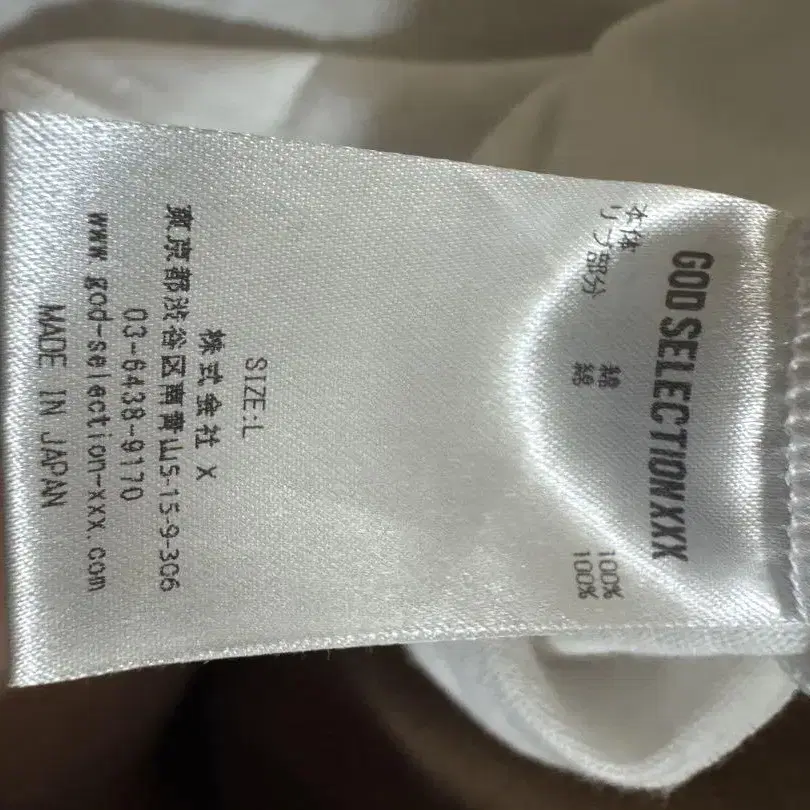 GOD SELECTION XXX
本体 綿 100%
リブ部分 綿 100%
SIZE:L
株式会社 X
東京都渋谷区南青山5-15-9-306
03-6438-9170
www.god-selection-xxx.com
MADE IN JAPAN